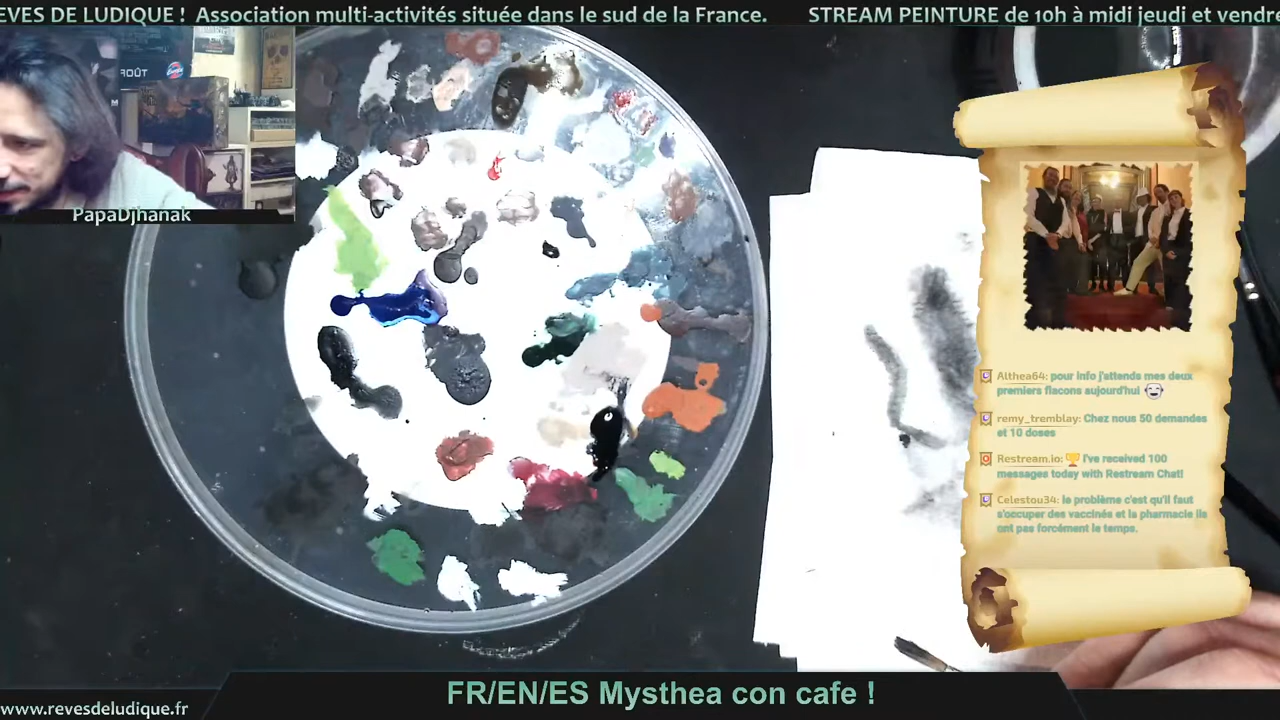 EVES DE LUDIQUE ! Association multi-activités située dans le sud de la France. STREAM PEINTURE de 10h à midi jeudi et vendre
AOÛT
PapaDjhanak
Althea64: pour info j'attends mes deux
premiers flacons aujourd'hui
remy_tremblay: Chez nous 50 demandes
et 10 doses
Restream.io: 🏆 I've received 100
messages today with Restream Chat!
Celestou34: le problème c'est qu'il faut
s'occuper des vaccinés et la pharmacie ils
ont pas forcément le temps.
FR/EN/ES Mysthea con cafe !
www.revesdeludique.fr